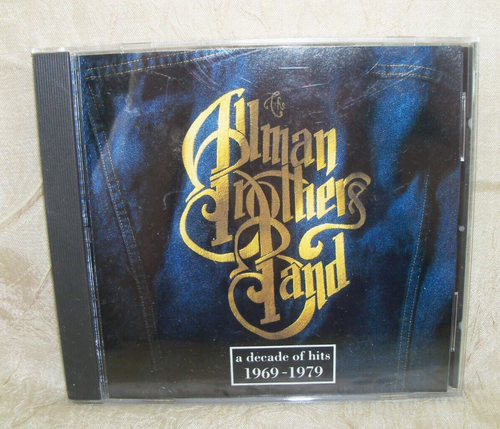 The
Allman
Brothers
Band
a decade of hits
1969-1979